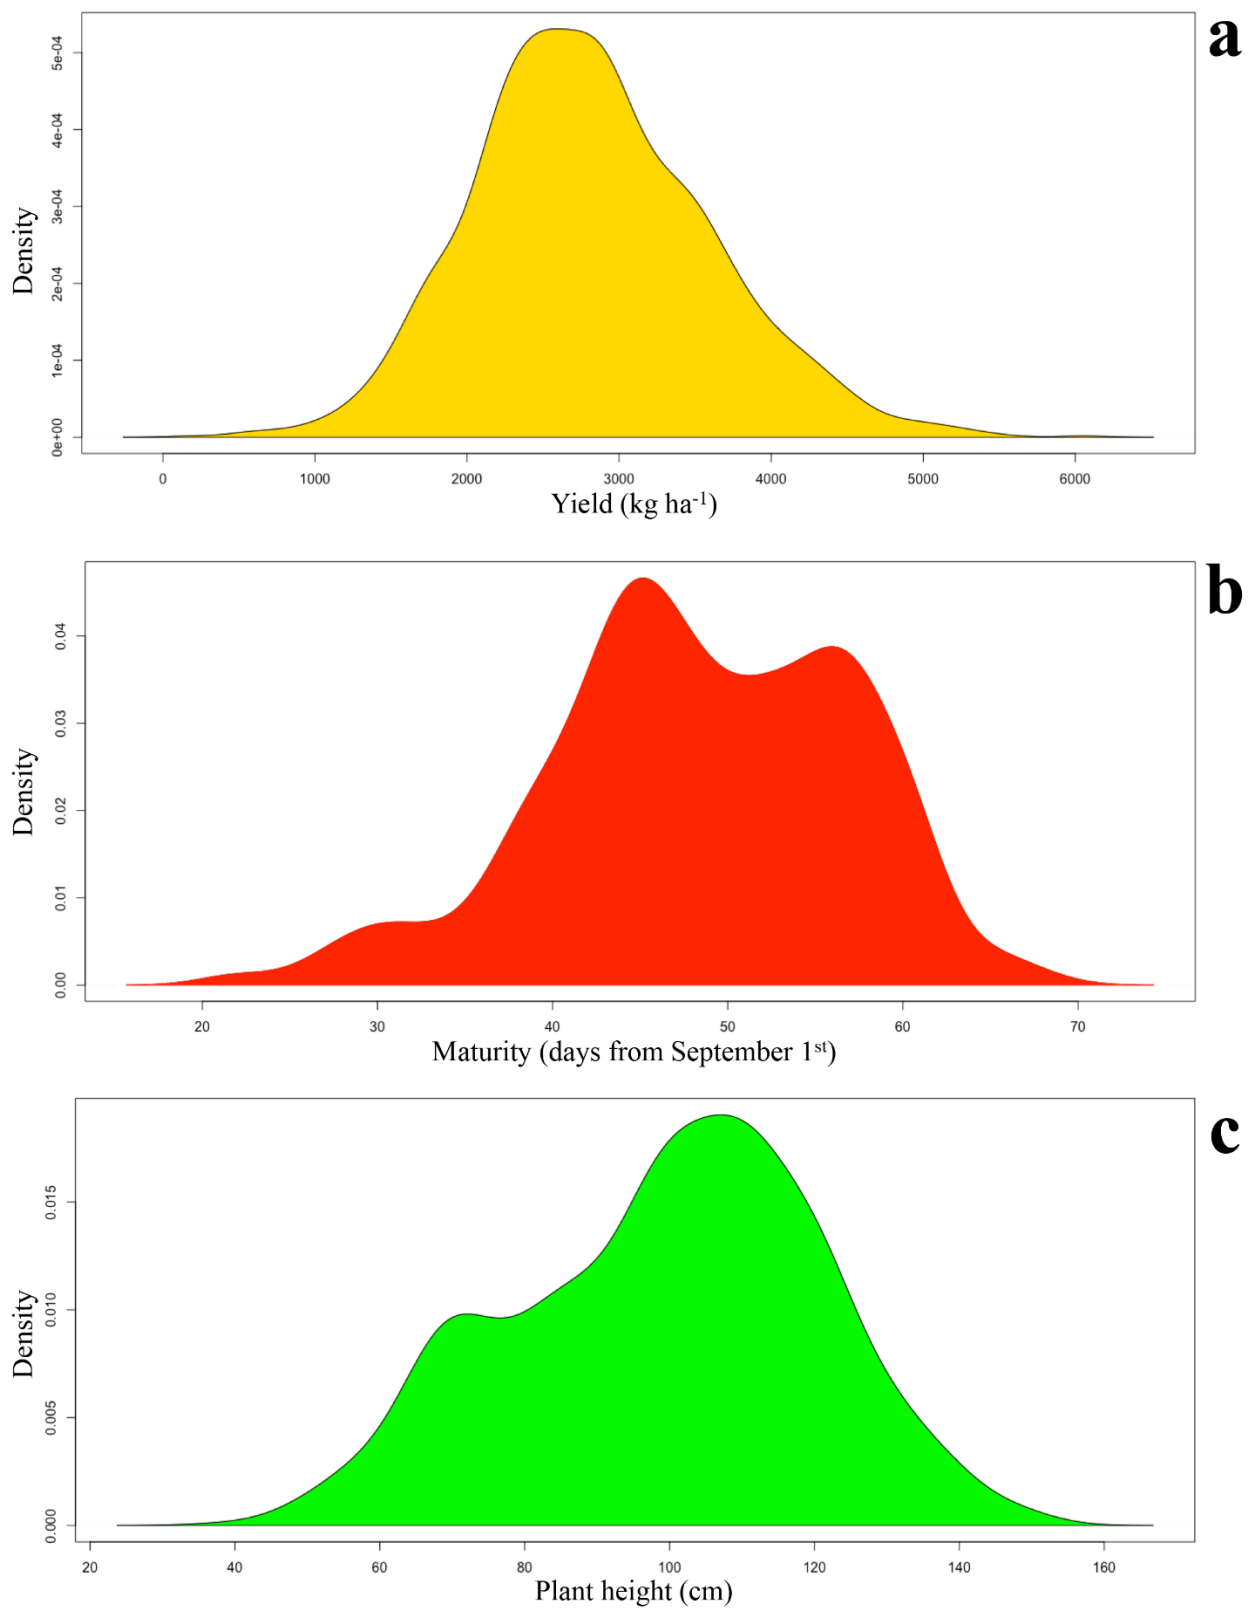 a
5e-04
4e-04
3e-04
2e-04
1e-04
0e+00
Density
0 1000 2000 3000 4000 5000 6000
Yield (kg ha-1)
b
0.04
0.03
0.02
0.01
0.00
Density
20 30 40 50 60 70
Maturity (days from September 1st)
c
0.015
0.010
0.005
0.000
Density
20 40 60 80 100 120 140 160
Plant height (cm)